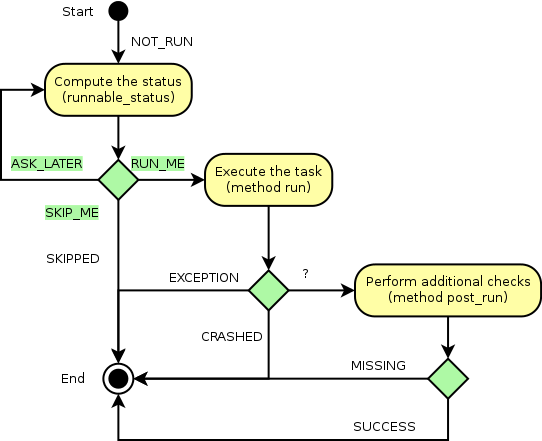 Start
NOT_RUN
Compute the status
(runnable_status)
ASK_LATER
RUN_ME
Execute the task
(method run)
SKIP_ME
SKIPPED
EXCEPTION
?
Perform additional checks
(method post_run)
CRASHED
MISSING
End
SUCCESS